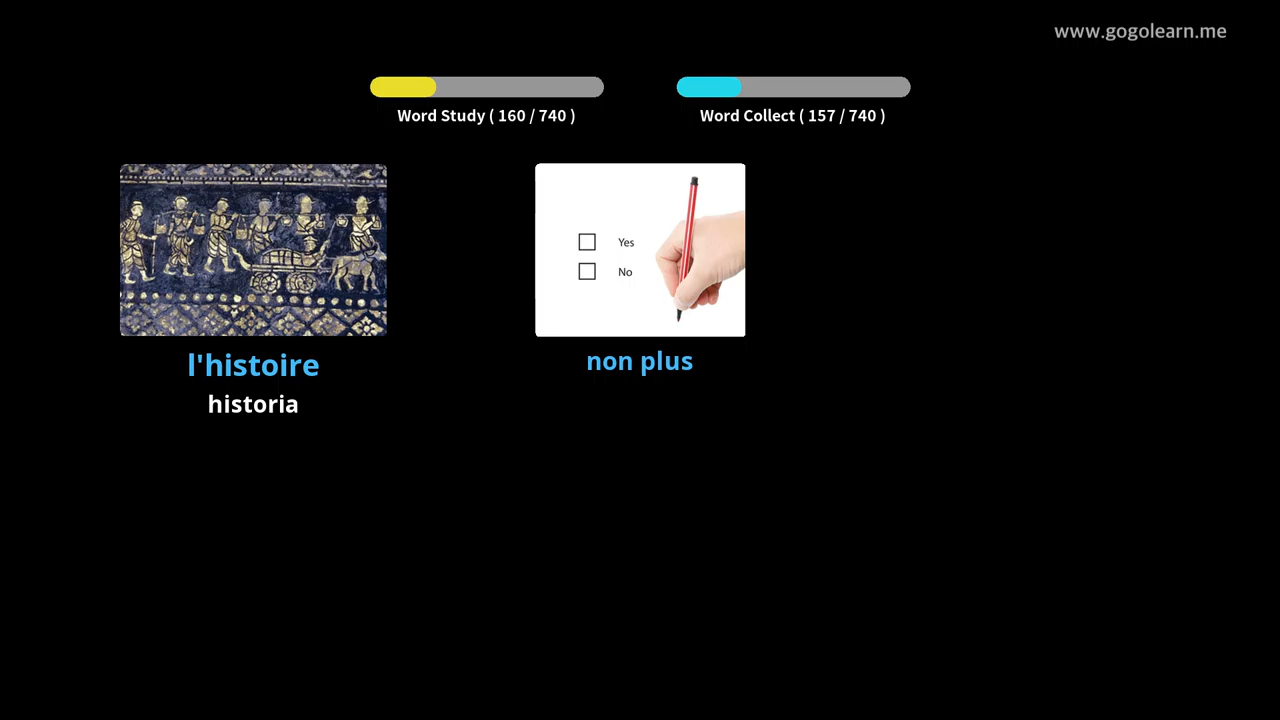 www.gogolearn.me
Word Study ( 160 / 740 )
Word Collect ( 157 / 740 )
Yes
No
l'histoire
historia
non plus